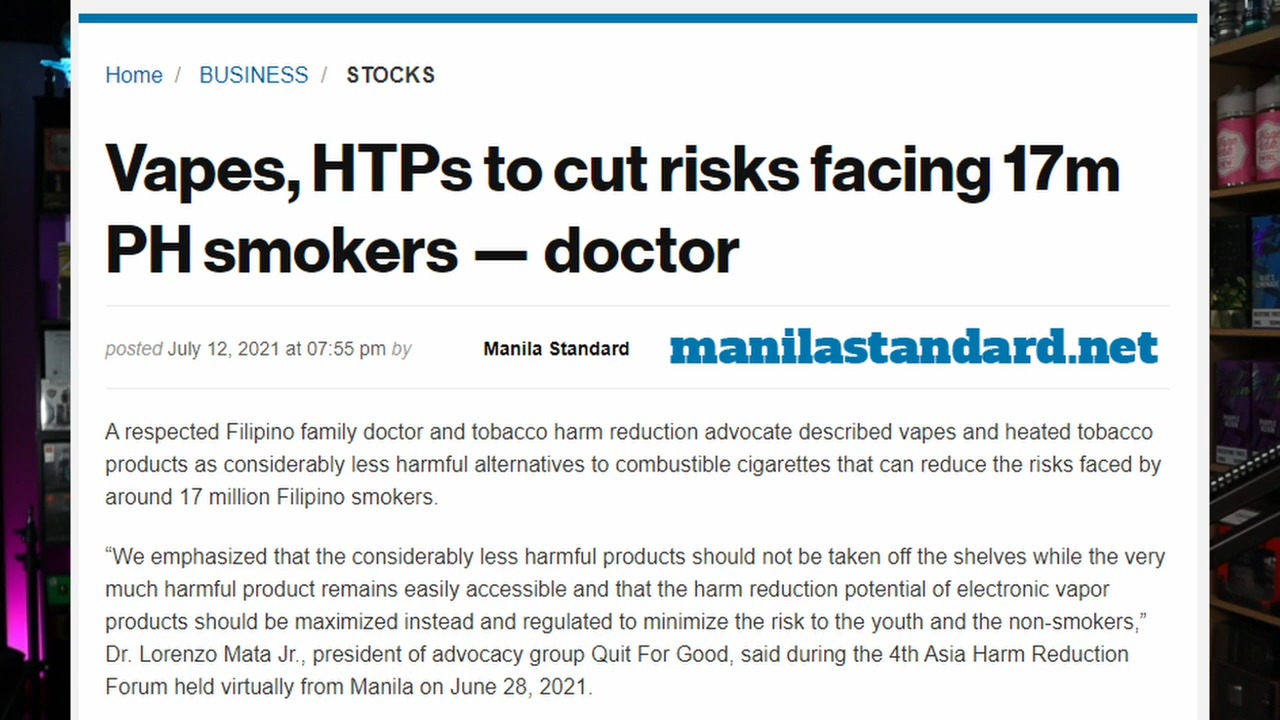 Home / BUSINESS / STOCKS
Vapes, HTPs to cut risks facing 17m
PH smokers — doctor
posted July 12, 2021 at 07:55 pm by Manila Standard manilastandard.net
A respected Filipino family doctor and tobacco harm reduction advocate described vapes and heated tobacco
products as considerably less harmful alternatives to combustible cigarettes that can reduce the risks faced by
around 17 million Filipino smokers.
“We emphasized that the considerably less harmful products should not be taken off the shelves while the very
much harmful product remains easily accessible and that the harm reduction potential of electronic vapor
products should be maximized instead and regulated to minimize the risk to the youth and the non-smokers,”
Dr. Lorenzo Mata Jr., president of advocacy group Quit For Good, said during the 4th Asia Harm Reduction
Forum held virtually from Manila on June 28, 2021.